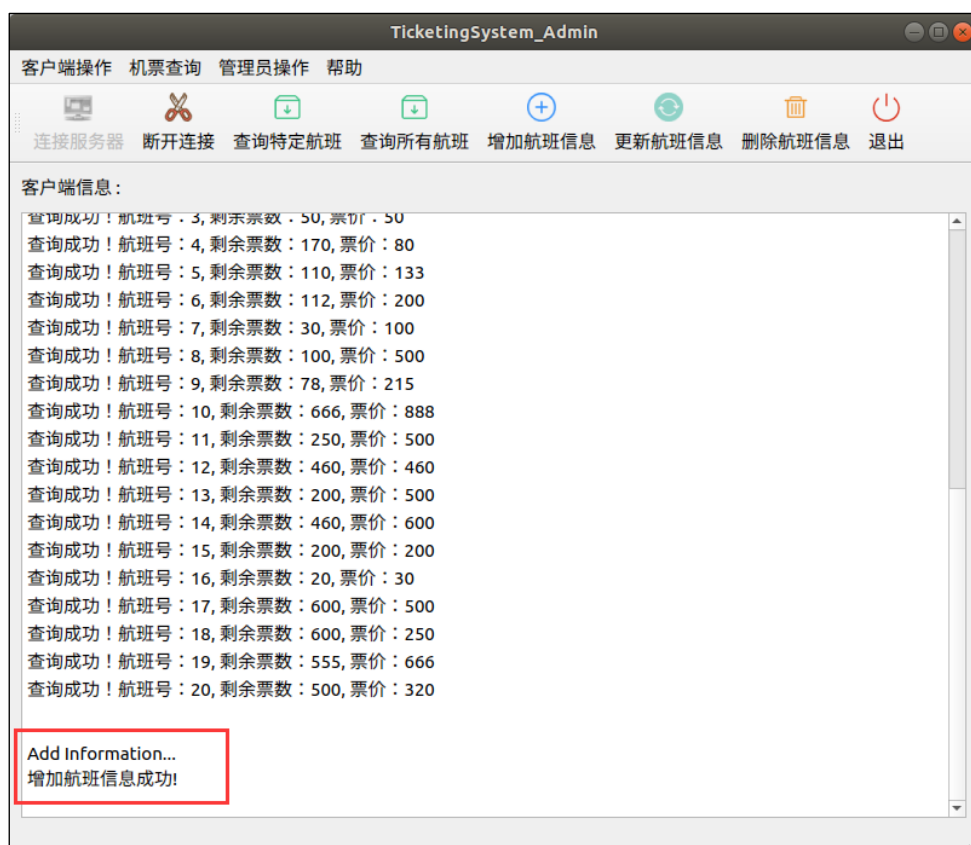 TicketingSystem_Admin
客户端操作 机票查询 管理员操作 帮助
连接服务器 断开连接 查询特定航班 查询所有航班 增加航班信息 更新航班信息 删除航班信息 退出
客户端信息:
查询成功！航班号：3, 剩余票数：50, 票价：50
查询成功！航班号：4, 剩余票数：170, 票价：80
查询成功！航班号：5, 剩余票数：110, 票价：133
查询成功！航班号：6, 剩余票数：112, 票价：200
查询成功！航班号：7, 剩余票数：30, 票价：100
查询成功！航班号：8, 剩余票数：100, 票价：500
查询成功！航班号：9, 剩余票数：78, 票价：215
查询成功！航班号：10, 剩余票数：666, 票价：888
查询成功！航班号：11, 剩余票数：250, 票价：500
查询成功！航班号：12, 剩余票数：460, 票价：460
查询成功！航班号：13, 剩余票数：200, 票价：500
查询成功！航班号：14, 剩余票数：460, 票价：600
查询成功！航班号：15, 剩余票数：200, 票价：200
查询成功！航班号：16, 剩余票数：20, 票价：30
查询成功！航班号：17, 剩余票数：600, 票价：500
查询成功！航班号：18, 剩余票数：600, 票价：250
查询成功！航班号：19, 剩余票数：555, 票价：666
查询成功！航班号：20, 剩余票数：500, 票价：320
Add Information...
增加航班信息成功!